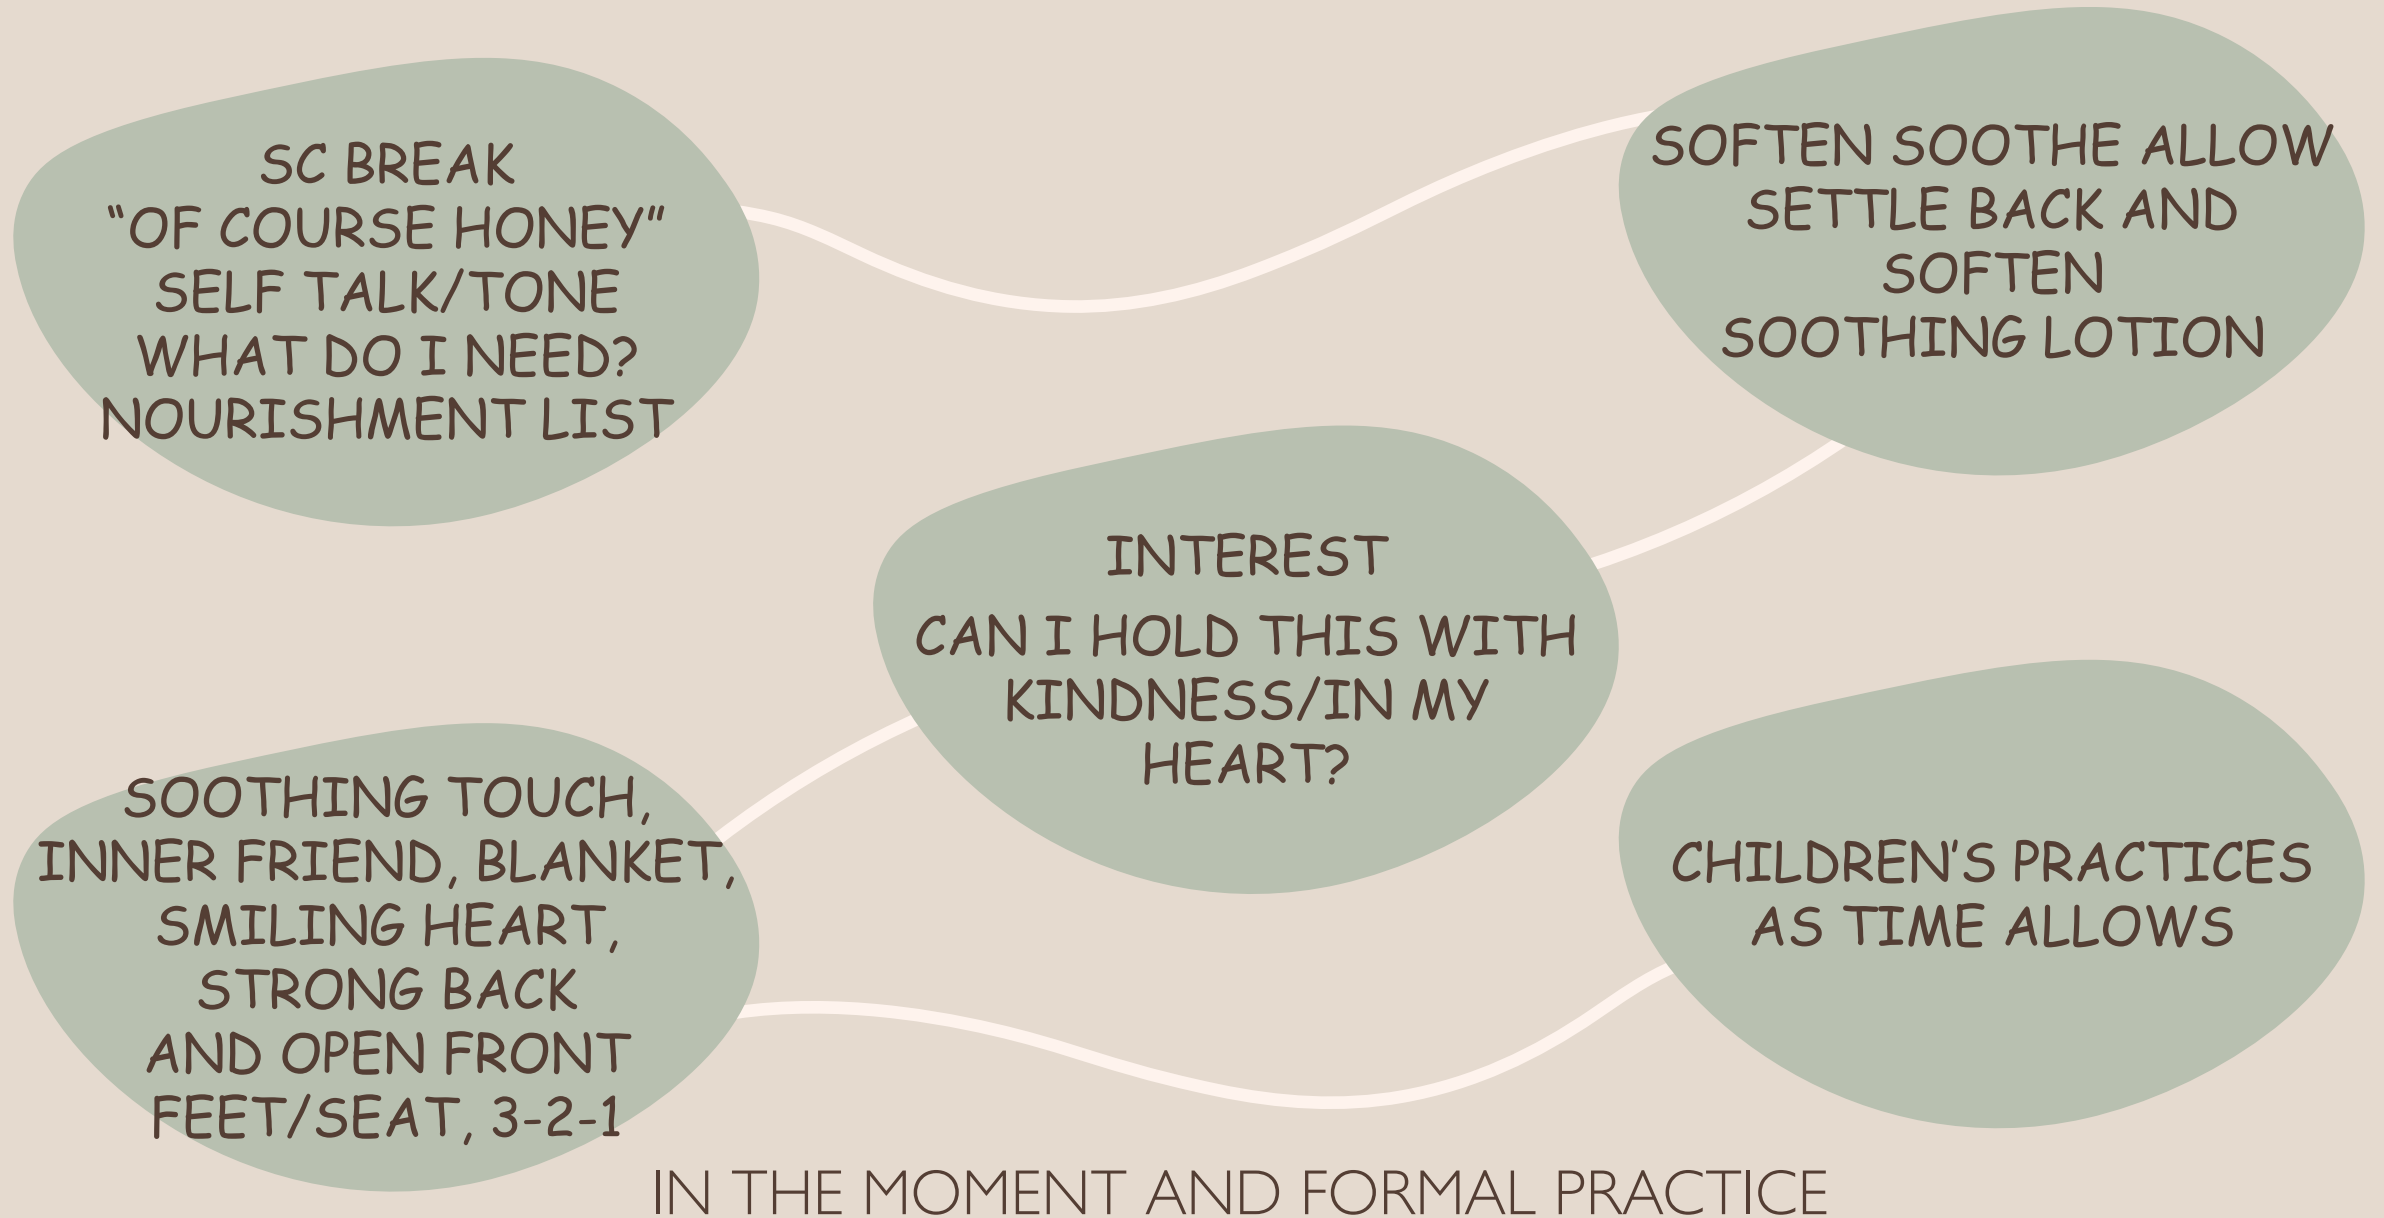 SC BREAK
“OF COURSE HONEY”
SELF TALK/TONE
WHAT DO I NEED?
NOURISHMENT LIST
SOFTEN SOOTHE ALLOW
SETTLE BACK AND
SOFTEN
SOOTHING LOTION
INTEREST
CAN I HOLD THIS WITH
KINDNESS/IN MY
HEART?
SOOTHING TOUCH,
INNER FRIEND, BLANKET,
SMILING HEART,
STRONG BACK
AND OPEN FRONT
FEET/SEAT, 3-2-1
CHILDREN’S PRACTICES
AS TIME ALLOWS
IN THE MOMENT AND FORMAL PRACTICE